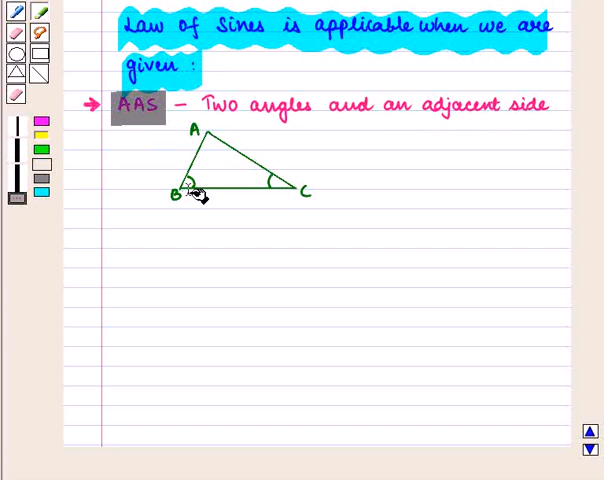 Law of Sines is applicable when we are
given :
→ AAS - Two angles and an adjacent side
A
B
C